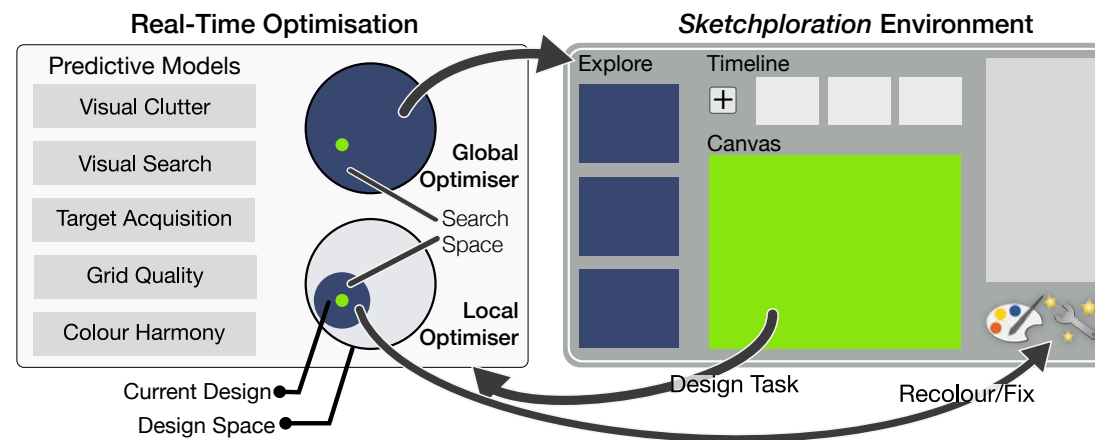 Real-Time Optimisation
Predictive Models
Visual Clutter
Visual Search
Target Acquisition
Grid Quality
Colour Harmony
Global
Optimiser
Search
Space
Local
Optimiser
Current Design
Design Space
Sketchploration Environment
Explore
Timeline
+
Canvas
Design Task
Recolour/Fix